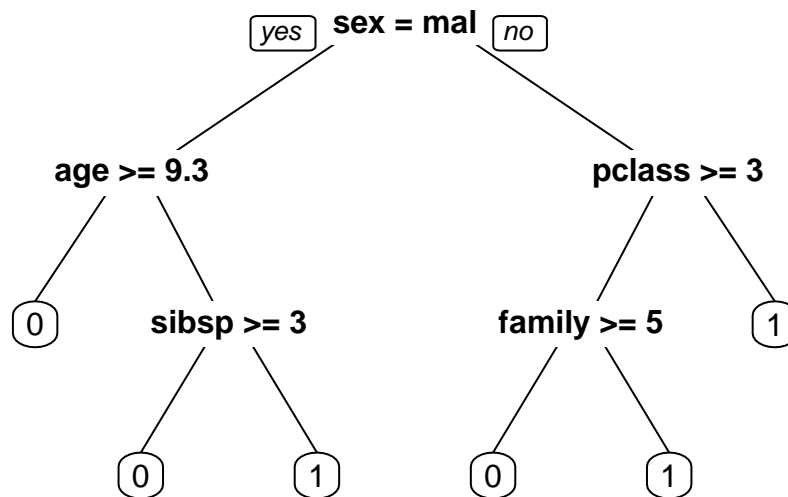 yes sex = mal no
age >= 9.3 pclass >= 3
0 sibsp >= 3 family >= 5 1
0 1 0 1